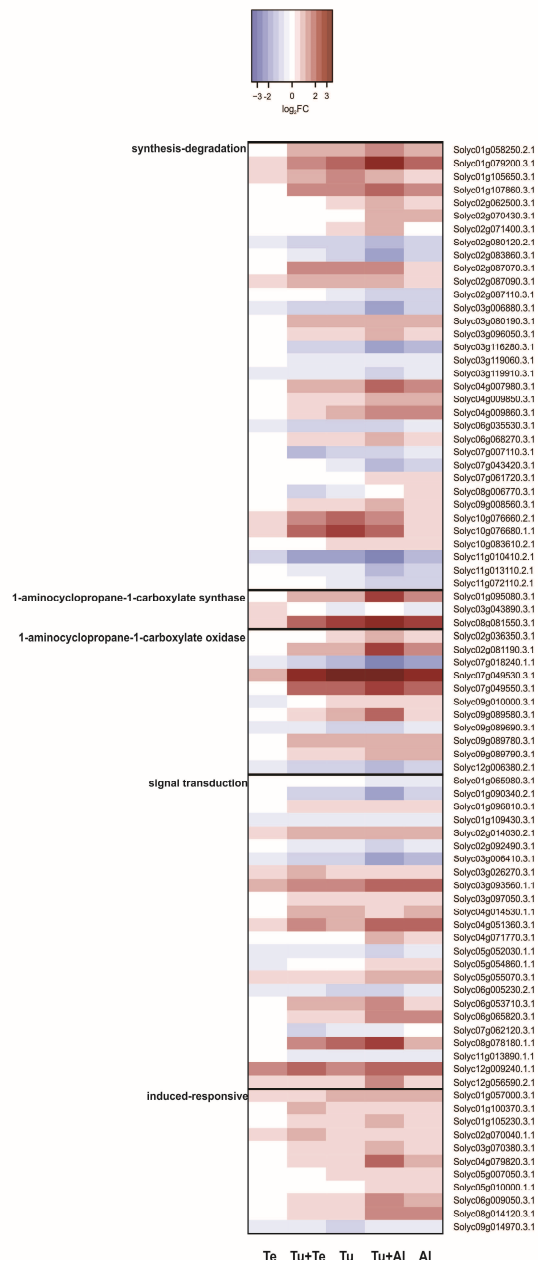 −3 −2 0 2 3
log2FC
synthesis-degradation
Solyc01g058250.2.1
Solyc01g079200.3.1
Solyc01g105650.3.1
Solyc01g107860.3.1
Solyc02g062500.3.1
Solyc02g070430.3.1
Solyc02g071400.3.1
Solyc02g080120.2.1
Solyc02g083860.3.1
Solyc02g087070.3.1
Solyc02g087090.3.1
Solyc02g087110.3.1
Solyc03g006880.3.1
Solyc03g080190.3.1
Solyc03g096050.3.1
Solyc03g116280.3.1
Solyc03g119060.3.1
Solyc03g119910.3.1
Solyc04g007980.3.1
Solyc04g009850.3.1
Solyc04g009860.3.1
Solyc06g035530.3.1
Solyc06g068270.3.1
Solyc07g007110.3.1
Solyc07g043420.3.1
Solyc07g061720.3.1
Solyc08g006770.3.1
Solyc09g008560.3.1
Solyc10g076660.2.1
Solyc10g076680.1.1
Solyc10g083610.2.1
Solyc11g010410.2.1
Solyc11g013110.2.1
Solyc11g072110.2.1
1-aminocyclopropane-1-carboxylate synthase
Solyc01g095080.3.1
Solyc03g043890.3.1
Solyc08g081550.3.1
1-aminocyclopropane-1-carboxylate oxidase
Solyc02g036350.3.1
Solyc02g081190.3.1
Solyc07g018240.1.1
Solyc07g049530.3.1
Solyc07g049550.3.1
Solyc09g010000.3.1
Solyc09g089580.3.1
Solyc09g089690.3.1
Solyc09g089780.3.1
Solyc09g089790.3.1
Solyc12g006380.2.1
signal transduction
Solyc01g065980.3.1
Solyc01g090340.2.1
Solyc01g096810.3.1
Solyc01g109430.3.1
Solyc02g014030.2.1
Solyc02g092490.3.1
Solyc03g006410.3.1
Solyc03g026270.3.1
Solyc03g093560.1.1
Solyc03g097050.3.1
Solyc04g014530.1.1
Solyc04g051360.3.1
Solyc04g071770.3.1
Solyc05g052030.1.1
Solyc05g054860.1.1
Solyc05g055070.3.1
Solyc06g005230.2.1
Solyc06g053710.3.1
Solyc06g065820.3.1
Solyc07g062120.3.1
Solyc08g078180.1.1
Solyc11g013890.1.1
Solyc12g009240.1.1
Solyc12g056590.2.1
induced-responsive
Solyc01g057000.3.1
Solyc01g100370.3.1
Solyc01g105230.3.1
Solyc02g070040.1.1
Solyc03g070380.3.1
Solyc04g079820.3.1
Solyc05g007050.3.1
Solyc05g010000.1.1
Solyc06g009050.3.1
Solyc08g014120.3.1
Solyc09g014970.3.1
Te Tu+Te Tu Tu+Al Al